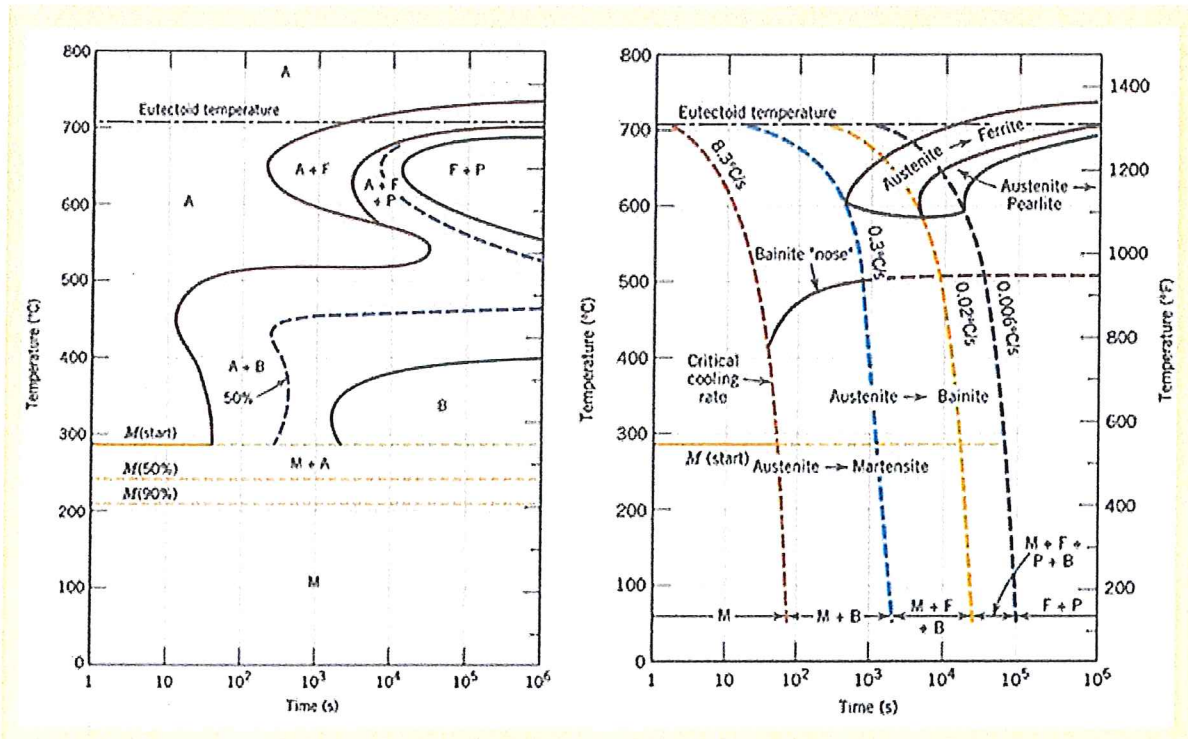 800
A
Eutectoid temperature
700
A + F
A + F
+ P
F + P
A
600
500
Temperature (°C)
400
A + B
50%
B
300
M(start)
M + A
M(50%)
M(90%)
200
M
100
0
1
10
10²
10³
10⁴
10⁵
10⁶
Time (s)
800
1400
Eutectoid temperature
700
8.3°C/s
Austenite → Ferrite
1200
Austenite →
Pearlite
600
Bainite "nose"
0.3°C/s
1000
500
0.02°C/s
0.006°C/s
Temperature (°C)
Temperature (°F)
800
400
Critical
cooling
rate
Austenite → Bainite
600
300
M (start)
Austenite → Martensite
200
400
M + F +
P + B
100
200
M
M + B
M + F
+ B
F + P
0
1
10
10²
10³
10⁴
10⁵
10⁶
Time (s)